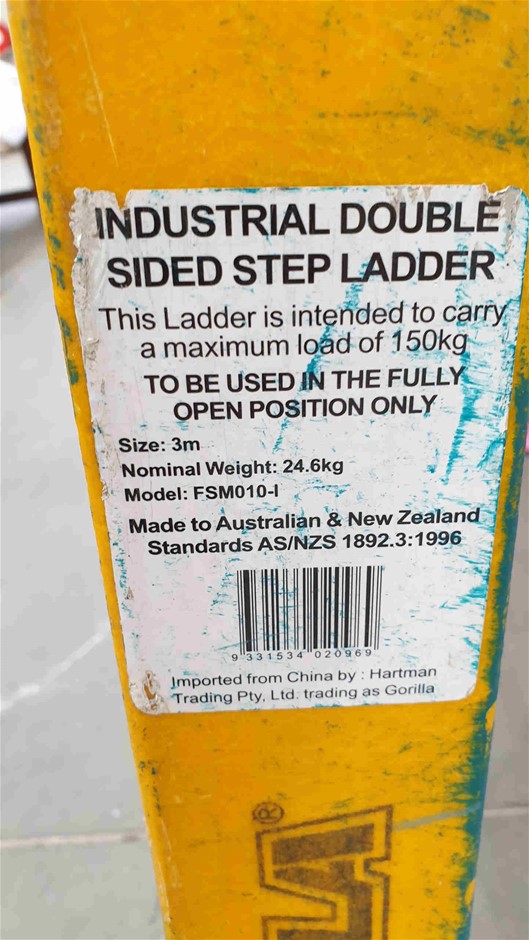 INDUSTRIAL DOUBLE
SIDED STEP LADDER
This Ladder is intended to carry
a maximum load of 150kg
TO BE USED IN THE FULLY
OPEN POSITION ONLY
Size: 3m
Nominal Weight: 24.6kg
Model: FSM010-I
Made to Australian & New Zealand
Standards AS/NZS 1892.3:1996
9 331534 020969
Imported from China by : Hartman
Trading Pty, Ltd. trading as Gorilla
LA®